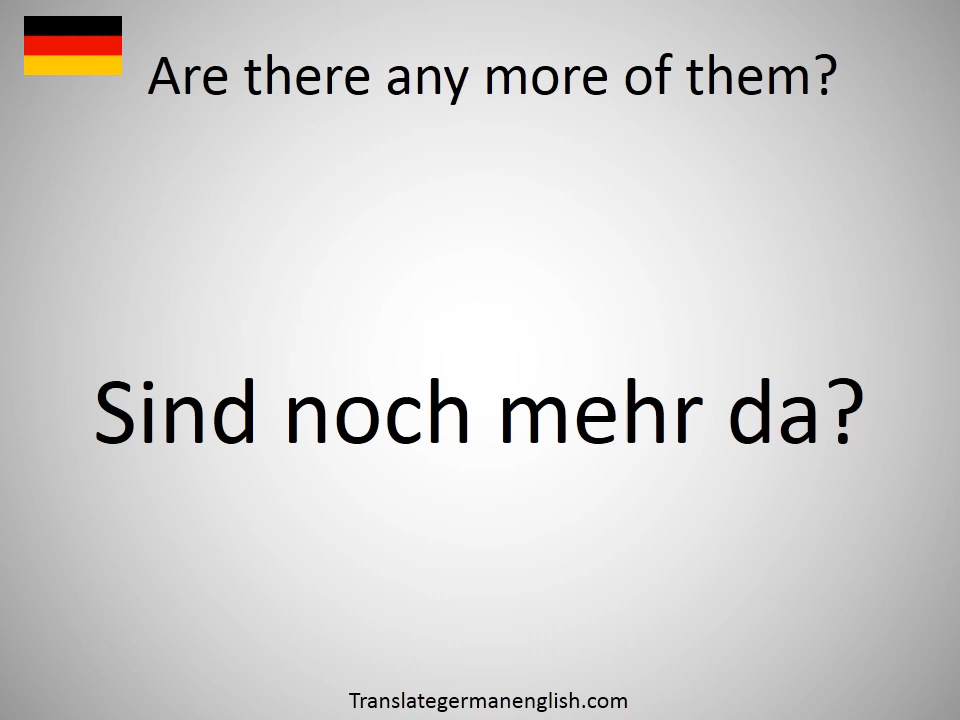 Are there any more of them?
Sind noch mehr da?
Translategermanenglish.com